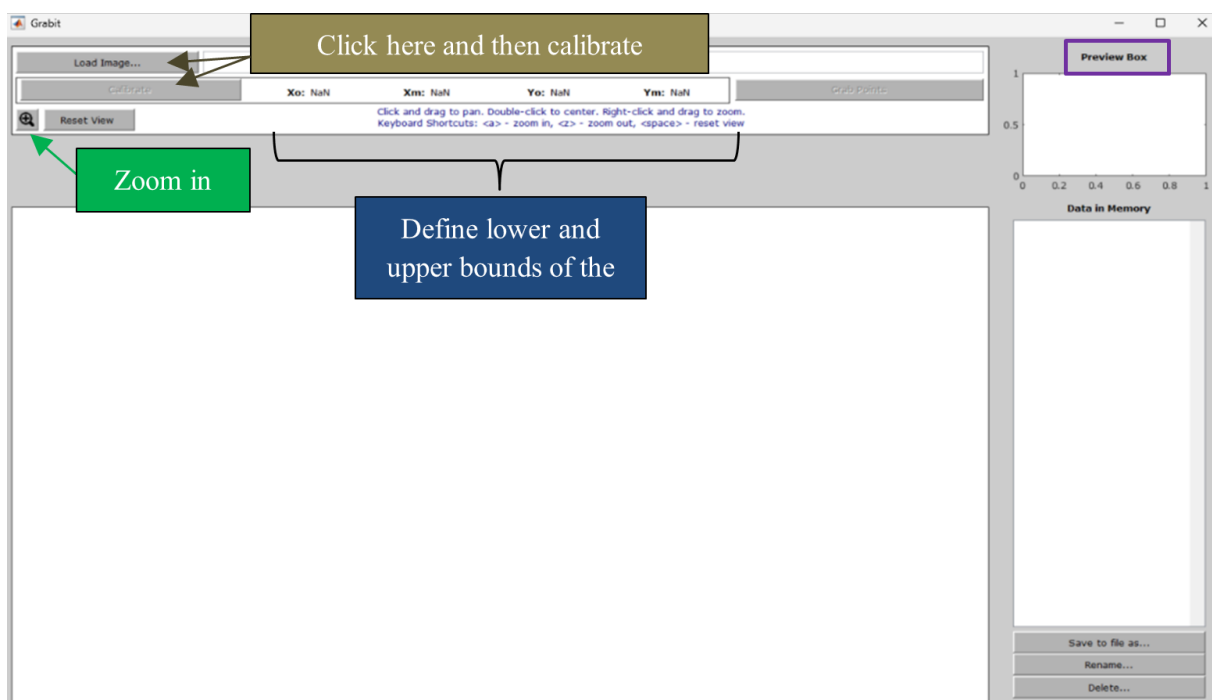 Grabit
Click here and then calibrate
Load Image...
Calibrate
Xo: NaN Xm: NaN Yo: NaN Ym: NaN
Grab Points
Click and drag to pan. Double-click to center. Right-click and drag to zoom.
Keyboard Shortcuts: <a> - zoom in, <z> - zoom out, <space> - reset view
Reset View
Zoom in
Define lower and
upper bounds of the
Preview Box
1
0.5
0
0 0.2 0.4 0.6 0.8 1
Data in Memory
Save to file as...
Rename...
Delete...